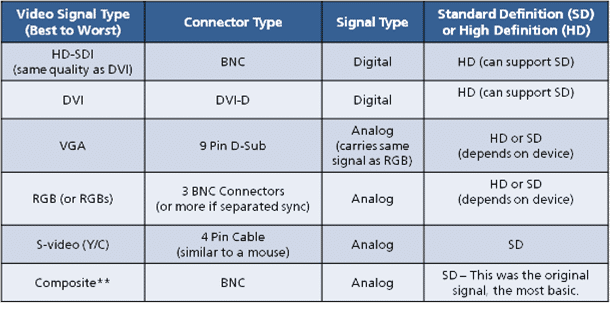 Video Signal Type
(Best to Worst)
Connector Type
Signal Type
Standard Definition (SD)
or High Definition (HD)
HD-SDI
(same quality as DVI)
BNC
Digital
HD (can support SD)
DVI
DVI-D
Digital
HD (can support SD)
VGA
9 Pin D-Sub
Analog
(carries same
signal as RGB)
HD or SD
(depends on device)
RGB (or RGBs)
3 BNC Connectors
(or more if separated sync)
Analog
HD or SD
(depends on device)
S-video (Y/C)
4 Pin Cable
(similar to a mouse)
Analog
SD
Composite**
BNC
Analog
SD – This was the original
signal, the most basic.